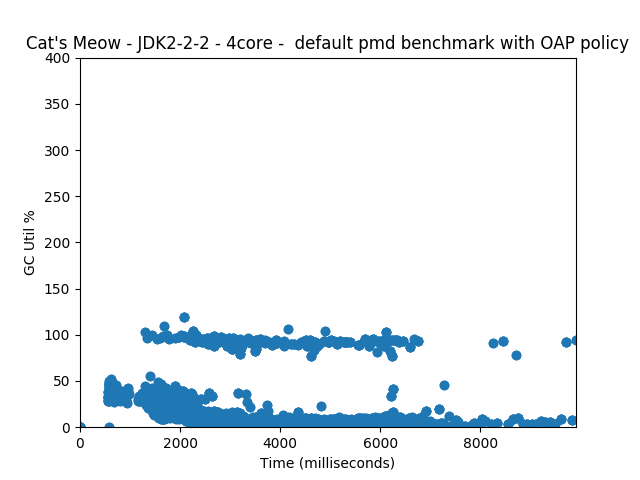 Cat's Meow - JDK2-2-2 - 4core -  default pmd benchmark with OAP policy
400
350
300
250
200
150
100
50
0
GC Util %
0 2000 4000 6000 8000
Time (milliseconds)